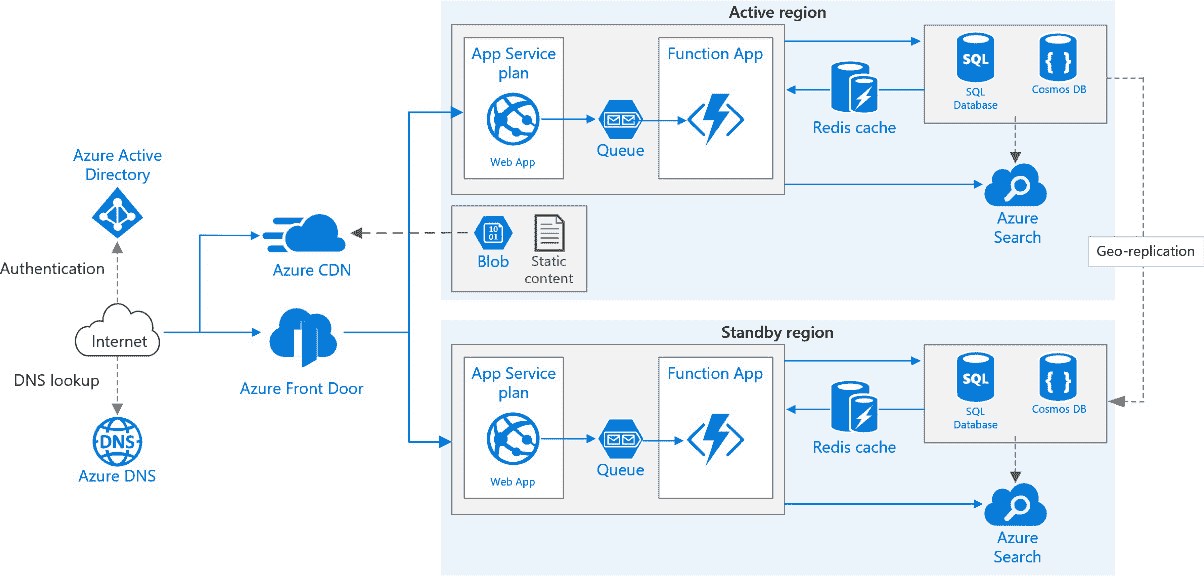 Active region
App Service
plan
Web App
Queue
Function App
Redis cache
SQL
SQL
Database
{ }
Cosmos DB
Azure
Search
Azure Active
Directory
Authentication
Internet
DNS lookup
DNS
Azure DNS
Azure CDN
Azure Front Door
10
01
Blob
Static
content
Geo-replication
Standby region
App Service
plan
Web App
Queue
Function App
Redis cache
SQL
SQL
Database
{ }
Cosmos DB
Azure
Search